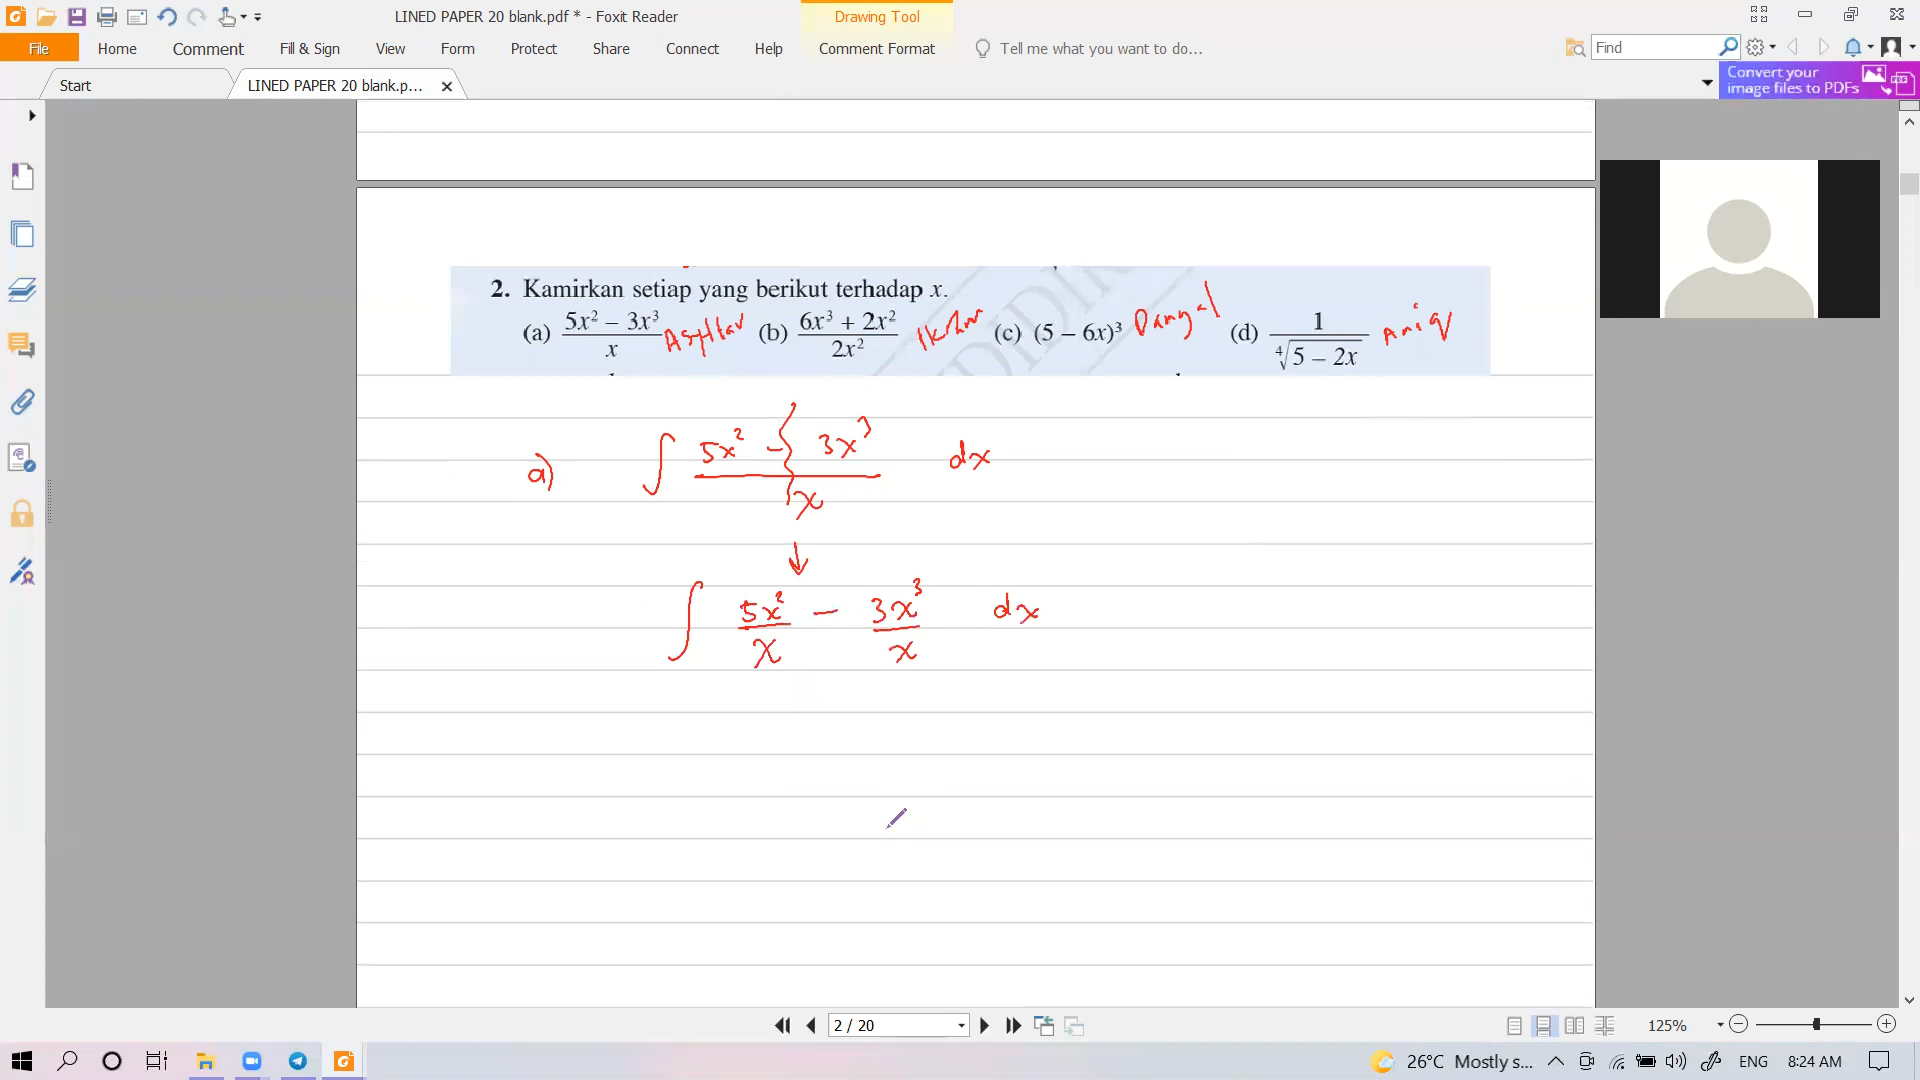 LINED PAPER 20 blank.pdf * - Foxit Reader
Drawing Tool
File Home Comment Fill & Sign View Form Protect Share Connect Help Comment Format Tell me what you want to do... Find
Start LINED PAPER 20 blank.p...
Convert your
image files to PDFs
2. Kamirkan setiap yang berikut terhadap x.
(a) (5x² − 3x³)/x (b) (6x³ + 2x²)/2x² (c) (5 − 6x)³ Danyal (d) 1/⁴√(5 − 2x) Aniq
a) ∫ (5x² − 3x³)/x dx
∫ 5x²/x − 3x³/x dx
2 / 20
125%
26°C Mostly s... ENG 8:24 AM